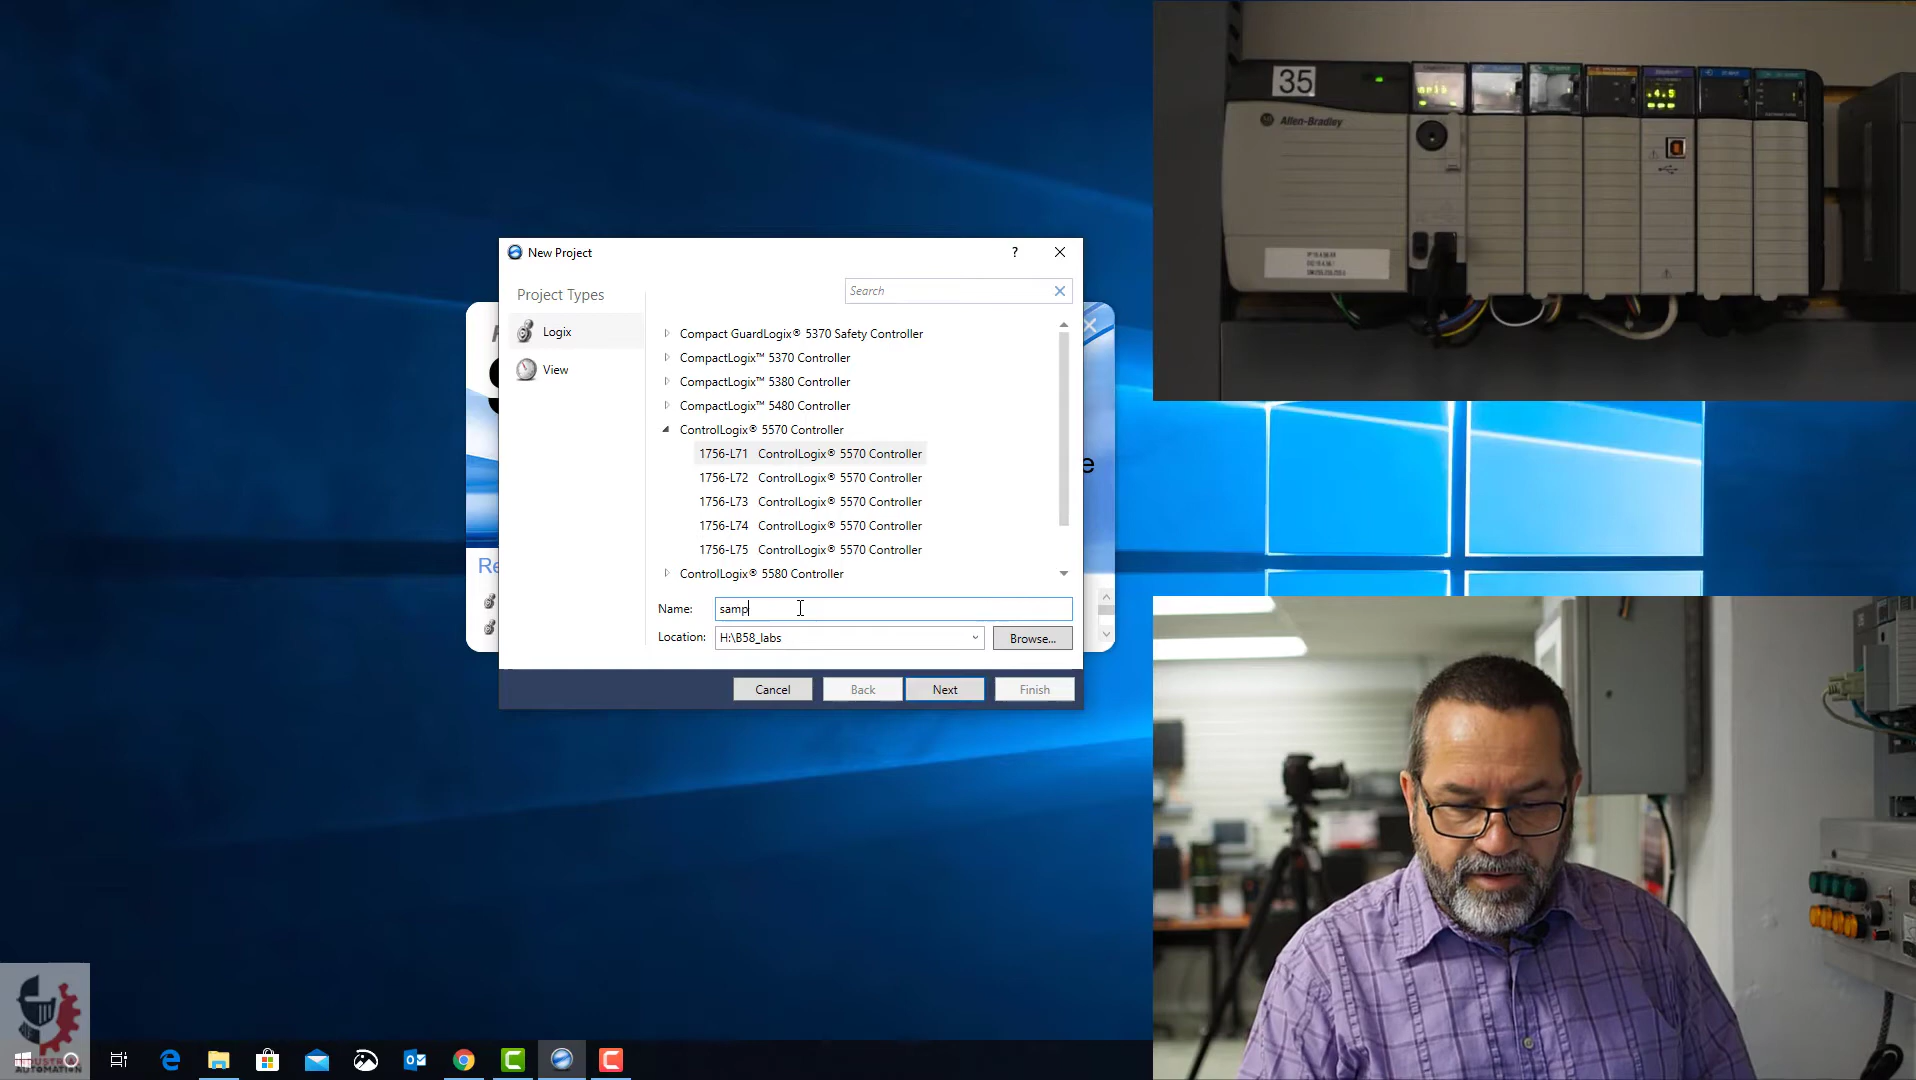 New Project
?
Project Types
Search
Logix
View
Compact GuardLogix® 5370 Safety Controller
CompactLogix™ 5370 Controller
CompactLogix™ 5380 Controller
CompactLogix™ 5480 Controller
ControlLogix® 5570 Controller
1756-L71 ControlLogix® 5570 Controller
1756-L72 ControlLogix® 5570 Controller
1756-L73 ControlLogix® 5570 Controller
1756-L74 ControlLogix® 5570 Controller
1756-L75 ControlLogix® 5570 Controller
ControlLogix® 5580 Controller
Name: samp
Location: H:\B58_labs
Browse...
Cancel
Back
Next
Finish
Re
e
35
Allen-Bradley
AUTOMATION